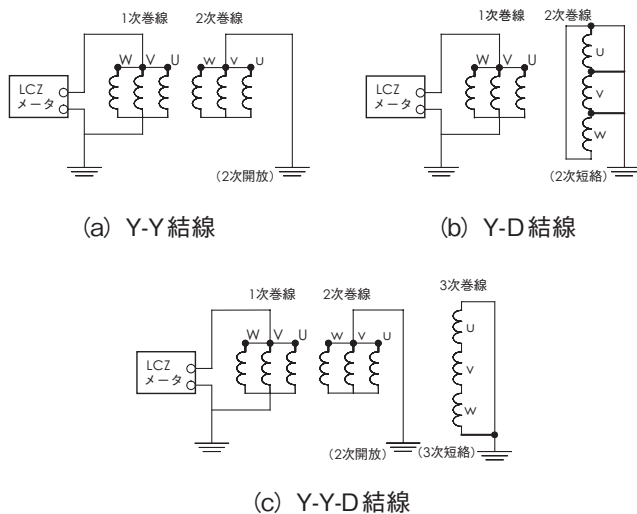 1次巻線 2次巻線
W V U W V U
LCZ
メータ
(2次開放)
(a) Y-Y結線
1次巻線 2次巻線
W V U
U
LCZ
メータ
V
W
(2次短絡)
(b) Y-D結線
3次巻線
1次巻線 2次巻線
W V U W V U
U
LCZ
メータ
V
W
(2次開放) (3次短絡)
(c) Y-Y-D結線